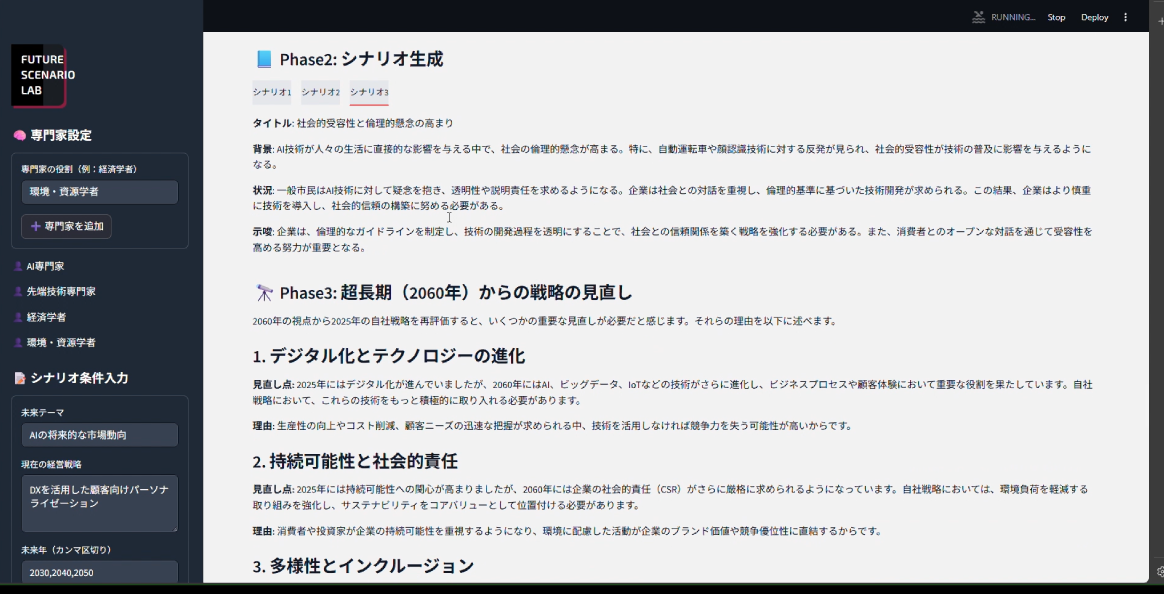 RUNNING...
Stop
Deploy
FUTURE
SCENARIO
LAB
専門家設定
専門家の役割（例：経済学者）
環境・資源学者
＋ 専門家を追加
AI専門家
先端技術専門家
経済学者
環境・資源学者
シナリオ条件入力
未来テーマ
AIの将来的な市場動向
現在の経営戦略
DXを活用した顧客向けパーソナ
ライゼーション
未来年（カンマ区切り）
2030,2040,2050
Phase2: シナリオ生成
シナリオ1
シナリオ2
シナリオ3
タイトル: 社会的受容性と倫理的懸念の高まり
背景: AI技術が人々の生活に直接的な影響を与える中で、社会の倫理的懸念が高まる。特に、自動運転車や顔認識技術に対する反発が見られ、社会的受容性が技術の普及に影響を与えるように
なる。
状況: 一般市民はAI技術に対して疑念を抱き、透明性や説明責任を求めるようになる。企業は社会との対話を重視し、倫理的基準に基づいた技術開発が求められる。この結果、企業はより慎重
に技術を導入し、社会的信頼の構築に努める必要がある。
示唆: 企業は、倫理的なガイドラインを制定し、技術の開発過程を透明にすることで、社会との信頼関係を築く戦略を強化する必要がある。また、消費者とのオープンな対話を通じて受容性を
高める努力が重要となる。
Phase3: 超長期（2060年）からの戦略の見直し
2060年の視点から2025年の自社戦略を再評価すると、いくつかの重要な見直しが必要だと感じます。それらの理由を以下に述べます。
1. デジタル化とテクノロジーの進化
見直し点: 2025年にはデジタル化が進んでいましたが、2060年にはAI、ビッグデータ、IoTなどの技術がさらに進化し、ビジネスプロセスや顧客体験において重要な役割を果たしています。自社
戦略において、これらの技術をもっと積極的に取り入れる必要があります。
理由: 生産性の向上やコスト削減、顧客ニーズの迅速な把握が求められる中、技術を活用しなければ競争力を失う可能性が高いからです。
2. 持続可能性と社会的責任
見直し点: 2025年には持続可能性への関心が高まりましたが、2060年には企業の社会的責任（CSR）がさらに厳格に求められるようになっています。自社戦略においては、環境負荷を軽減する
取り組みを強化し、サステナビリティをコアバリューとして位置付ける必要があります。
理由: 消費者や投資家が企業の持続可能性を重視するようになり、環境に配慮した活動が企業のブランド価値や競争優位性に直結するからです。
3. 多様性とインクルージョン